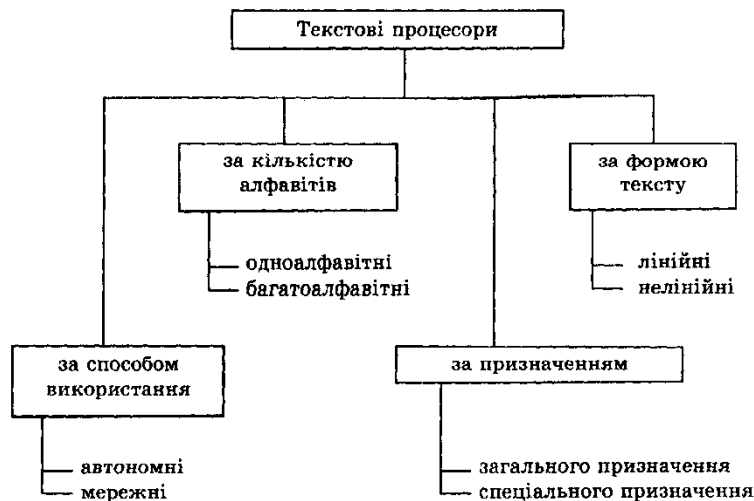 Текстові процесори
за кількістю
алфавітів
за формою
тексту
одноалфавітні
багатоалфавітні
лінійні
нелінійні
за способом
використання
за призначенням
автономні
мережні
загального призначення
спеціального призначення